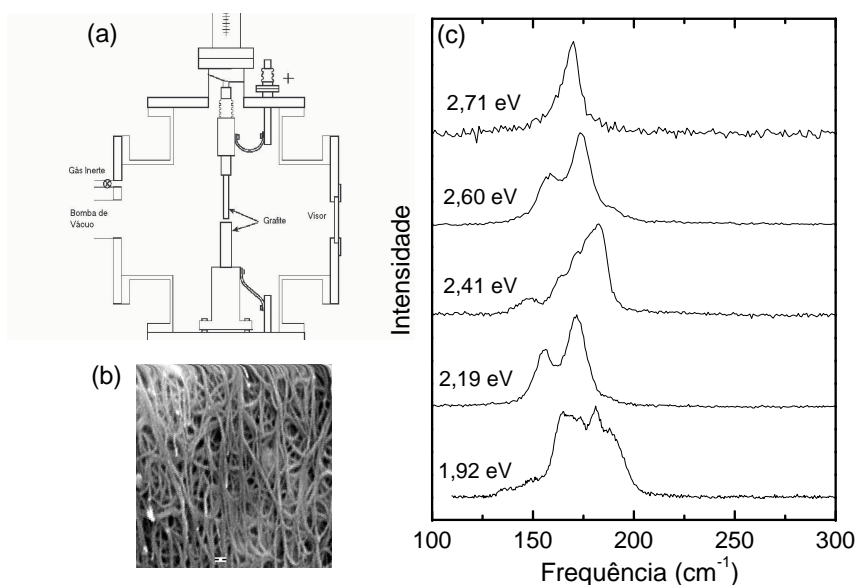 (a)
+
Gás Inerte
Bomba de
Vácuo
Grafite
Visor
(b)
(c)
Intensidade
2,71 eV
2,60 eV
2,41 eV
2,19 eV
1,92 eV
100 150 200 250 300
Frequência (cm⁻¹)